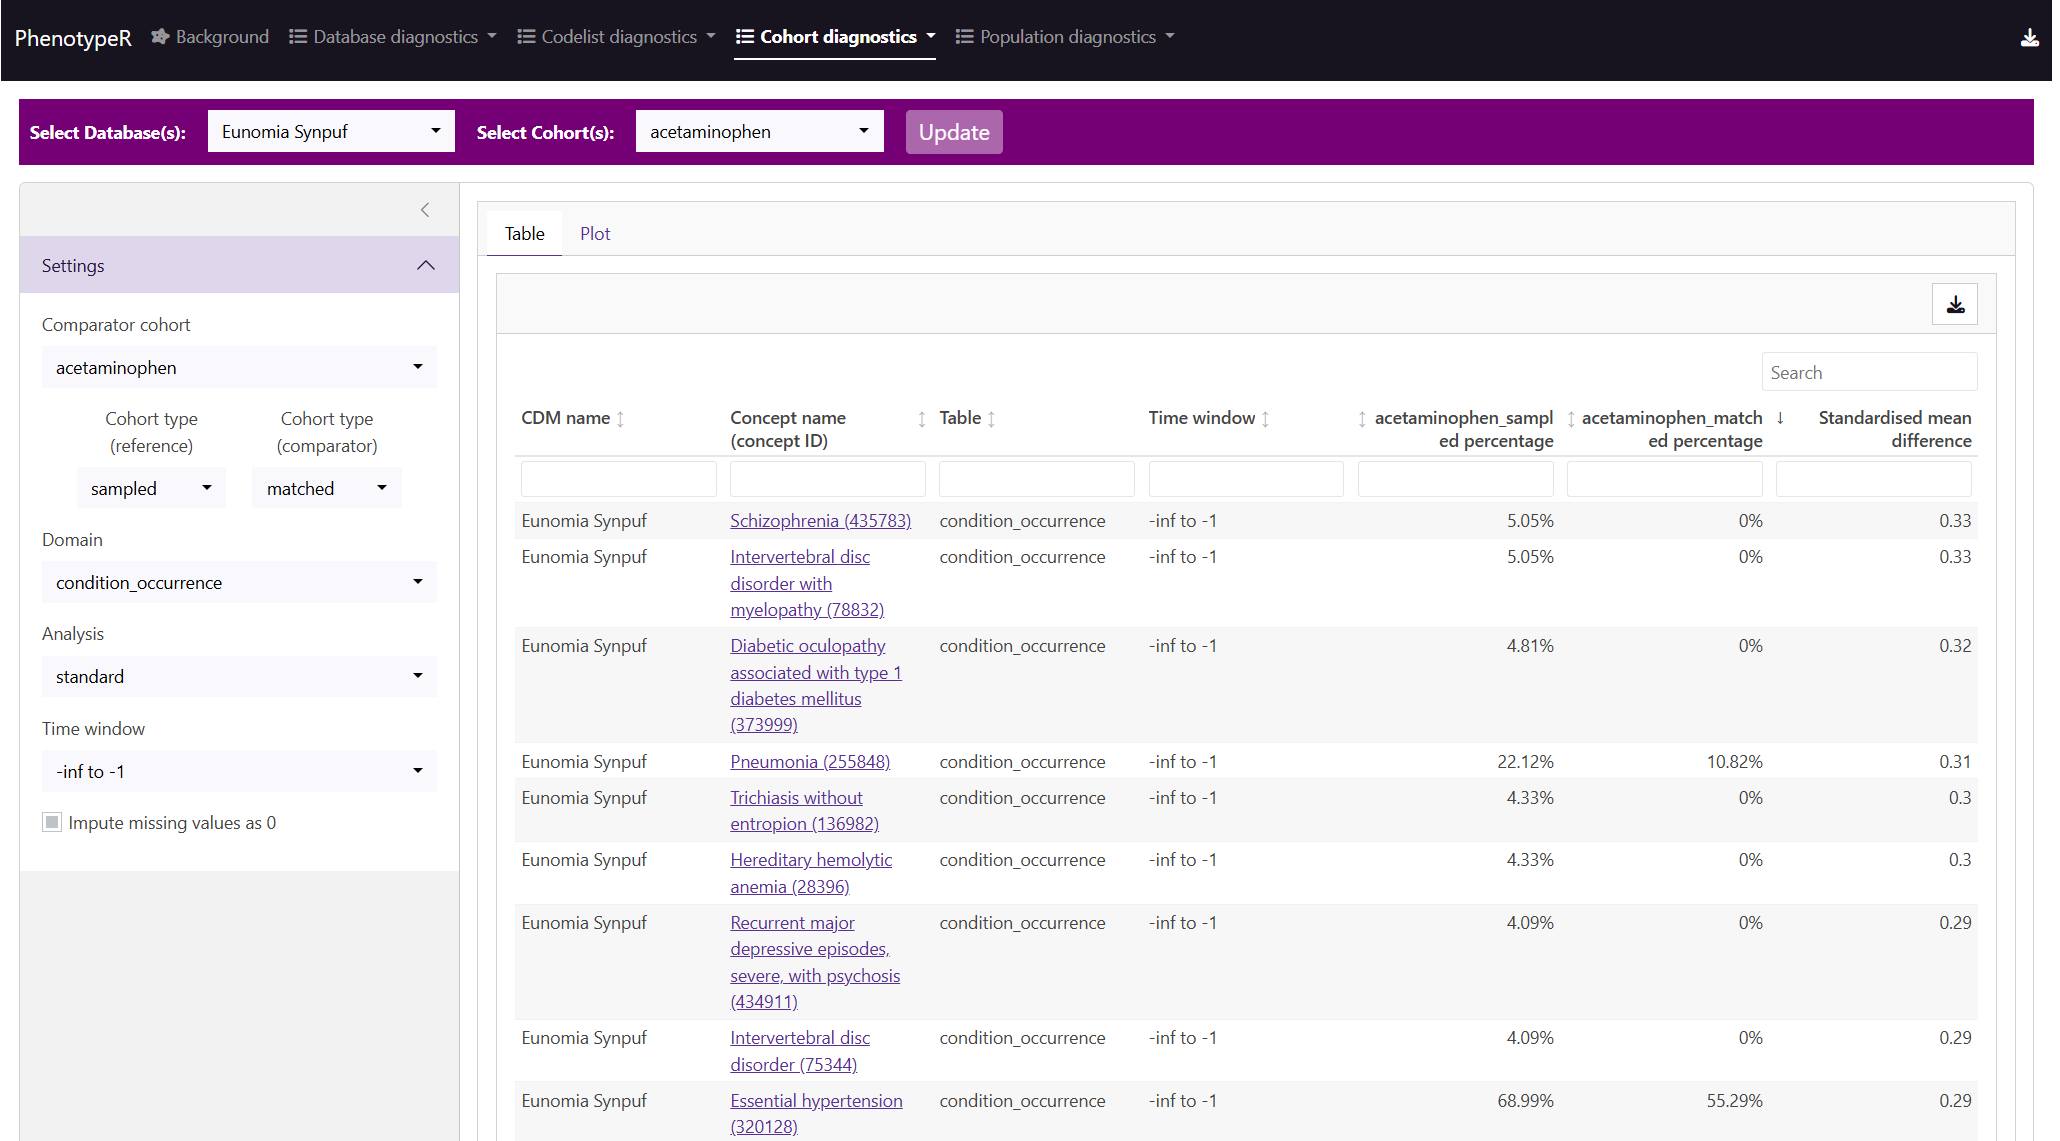 PhenotypeR Background Database diagnostics Codelist diagnostics Cohort diagnostics Population diagnostics
Select Database(s): Eunomia Synpuf Select Cohort(s): acetaminophen Update
Settings
Comparator cohort
acetaminophen
Cohort type
(reference)
Cohort type
(comparator)
sampled
matched
Domain
condition_occurrence
Analysis
standard
Time window
-inf to -1
Impute missing values as 0
Table Plot
Search
CDM name Concept name Table Time window acetaminophen_sampl acetaminophen_match Standardised mean
(concept ID) ed percentage ed percentage difference
Eunomia Synpuf Schizophrenia (435783) condition_occurrence -inf to -1 5.05% 0% 0.33
Eunomia Synpuf Intervertebral disc condition_occurrence -inf to -1 5.05% 0% 0.33
disorder with
myelopathy (78832)
Eunomia Synpuf Diabetic oculopathy condition_occurrence -inf to -1 4.81% 0% 0.32
associated with type 1
diabetes mellitus
(373999)
Eunomia Synpuf Pneumonia (255848) condition_occurrence -inf to -1 22.12% 10.82% 0.31
Eunomia Synpuf Trichiasis without condition_occurrence -inf to -1 4.33% 0% 0.3
entropion (136982)
Eunomia Synpuf Hereditary hemolytic condition_occurrence -inf to -1 4.33% 0% 0.3
anemia (28396)
Eunomia Synpuf Recurrent major condition_occurrence -inf to -1 4.09% 0% 0.29
depressive episodes,
severe, with psychosis
(434911)
Eunomia Synpuf Intervertebral disc condition_occurrence -inf to -1 4.09% 0% 0.29
disorder (75344)
Eunomia Synpuf Essential hypertension condition_occurrence -inf to -1 68.99% 55.29% 0.29
(320128)